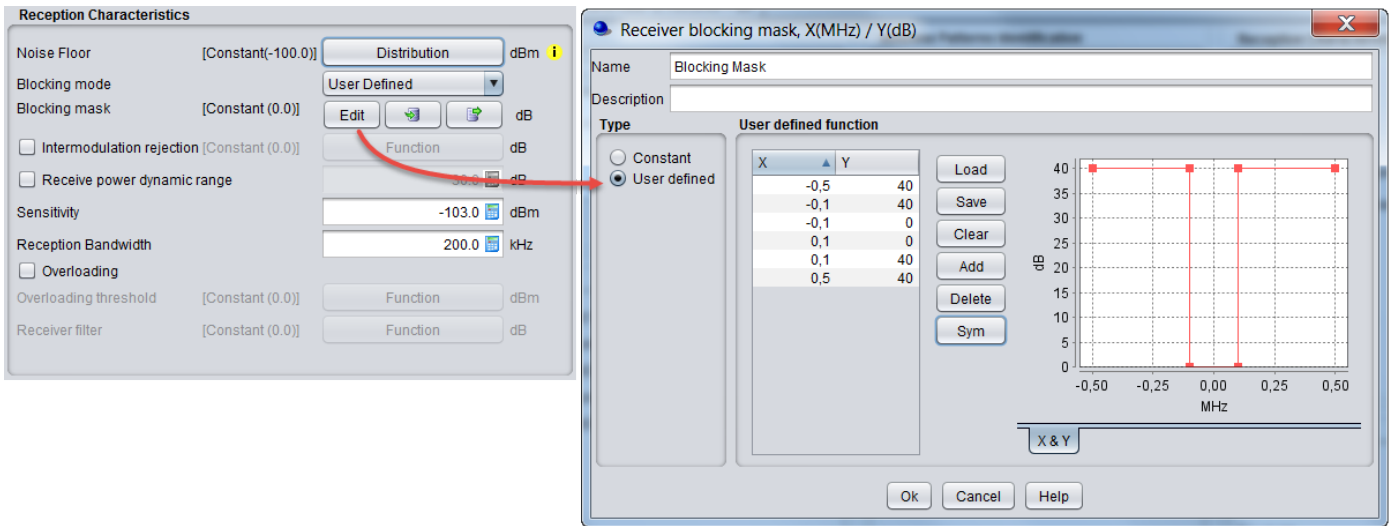 Reception Characteristics
Noise Floor [Constant(-100.0)] Distribution dBm i
Blocking mode User Defined
Blocking mask [Constant (0.0)] Edit dB
Intermodulation rejection [Constant (0.0)] Function dB
Receive power dynamic range dB
Sensitivity -103.0 dBm
Reception Bandwidth 200.0 kHz
Overloading
Overloading threshold [Constant (0.0)] Function dBm
Receiver filter [Constant (0.0)] Function dB
Receiver blocking mask, X(MHz) / Y(dB) X
Name Blocking Mask
Description
Type
Constant
User defined
User defined function
X Y
-0,5 40
-0,1 40
-0,1 0
0,1 0
0,1 40
0,5 40
Load
Save
Clear
Add
Delete
Sym
dB
40
35
30
25
20
15
10
5
0
-0,50 -0,25 0,00 0,25 0,50
MHz
X & Y
Ok Cancel Help